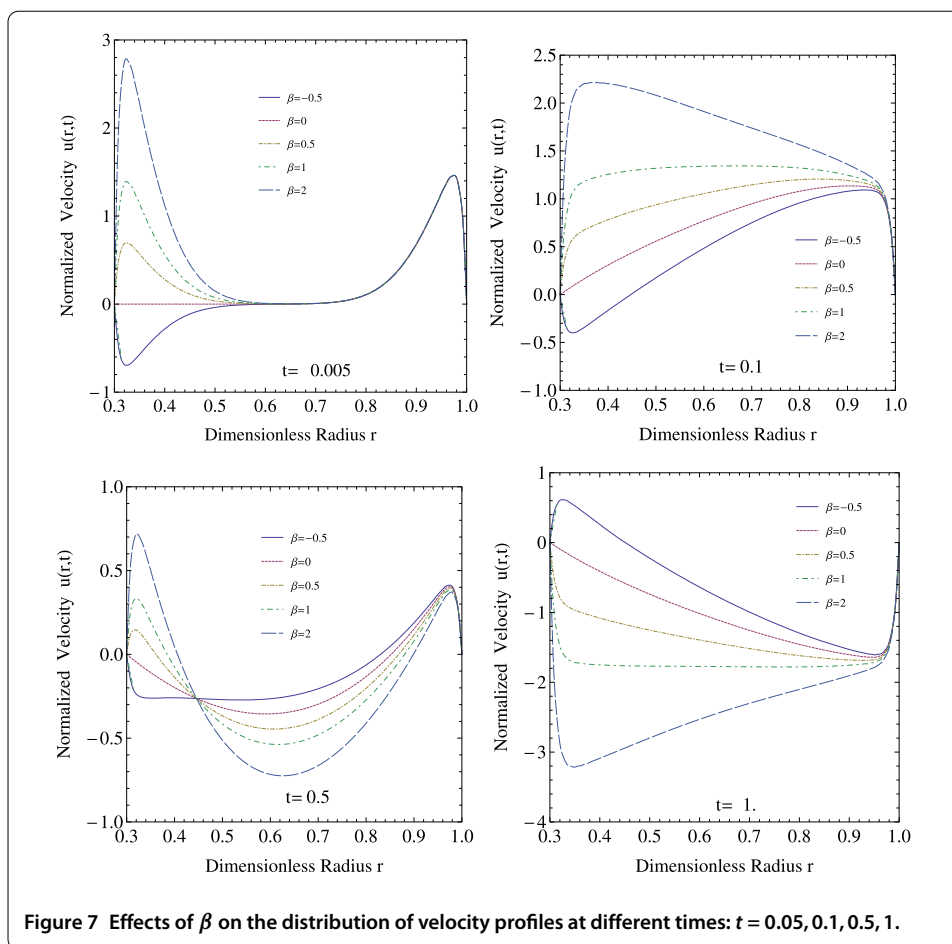 3
2
1
0
−1
0.3 0.4 0.5 0.6 0.7 0.8 0.9 1.0
Normalized Velocity u(r,t)
Dimensionless Radius r
β=−0.5
β=0
β=0.5
β=1
β=2
t= 0.005
2.5
2.0
1.5
1.0
0.5
0.0
−0.5
−1.0
0.3 0.4 0.5 0.6 0.7 0.8 0.9 1.0
Normalized Velocity u(r,t)
Dimensionless Radius r
β=−0.5
β=0
β=0.5
β=1
β=2
t= 0.1
1.0
0.5
0.0
−0.5
−1.0
0.3 0.4 0.5 0.6 0.7 0.8 0.9 1.0
Normalized Velocity u(r,t)
Dimensionless Radius r
β=−0.5
β=0
β=0.5
β=1
β=2
t= 0.5
1
0
−1
−2
−3
−4
0.3 0.4 0.5 0.6 0.7 0.8 0.9 1.0
Normalized Velocity u(r,t)
Dimensionless Radius r
β=−0.5
β=0
β=0.5
β=1
β=2
t= 1.
Figure 7 Effects of β on the distribution of velocity profiles at different times: t = 0.05, 0.1, 0.5, 1.